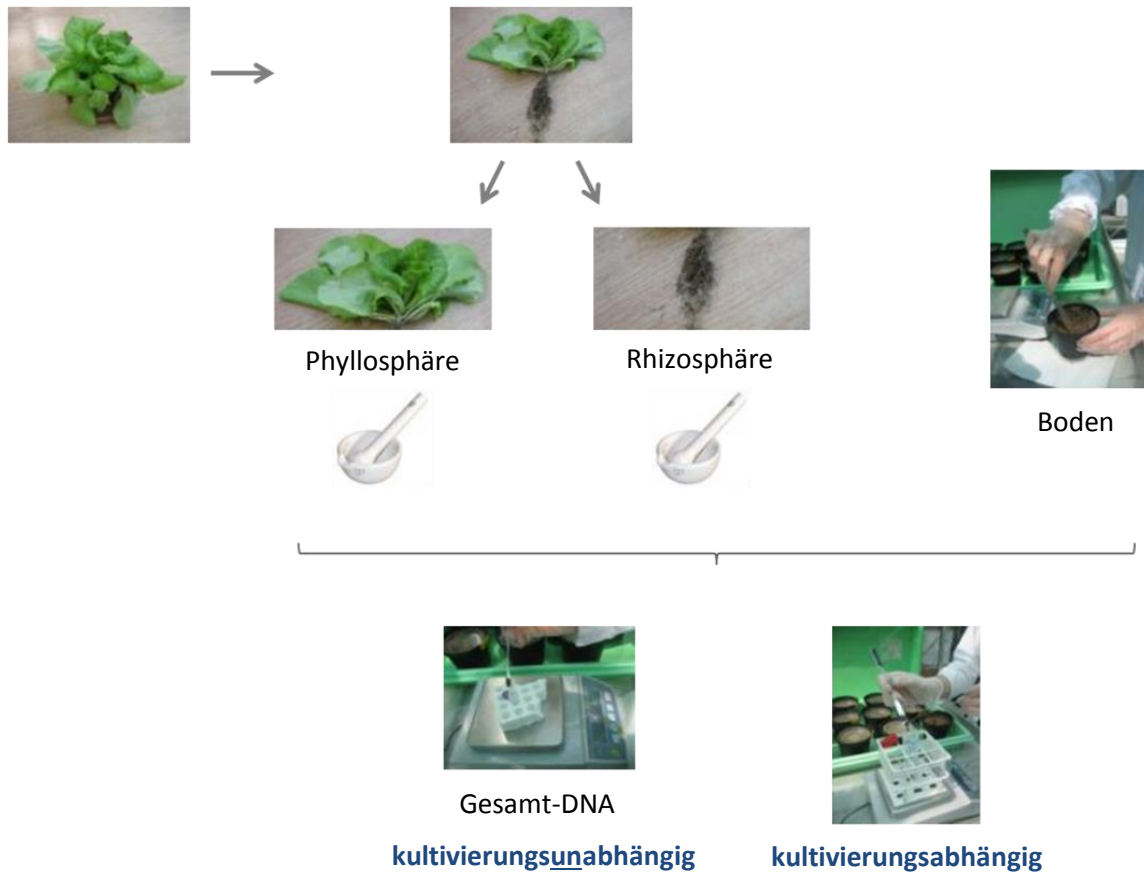 Phyllosphäre
Rhizosphäre
Boden
Gesamt-DNA
kultivierungsunabhängig
kultivierungsabhängig